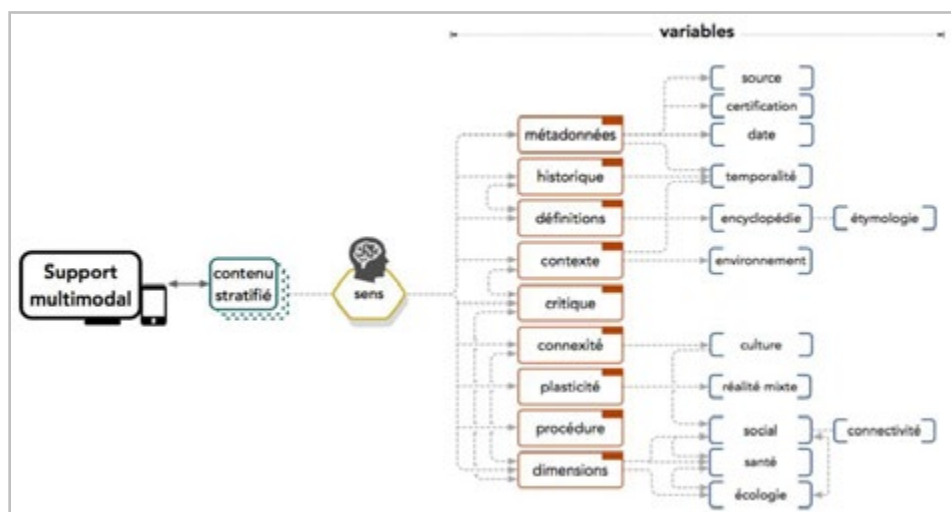 variables
source
certification
métadonnées
date
historique
temporalité
définitions
encyclopédie
étymologie
Support
multimodal
contenu
stratifié
sens
contexte
environnement
critique
connexité
culture
plasticité
réalité mixte
procédure
social
connectivité
dimensions
santé
écologie